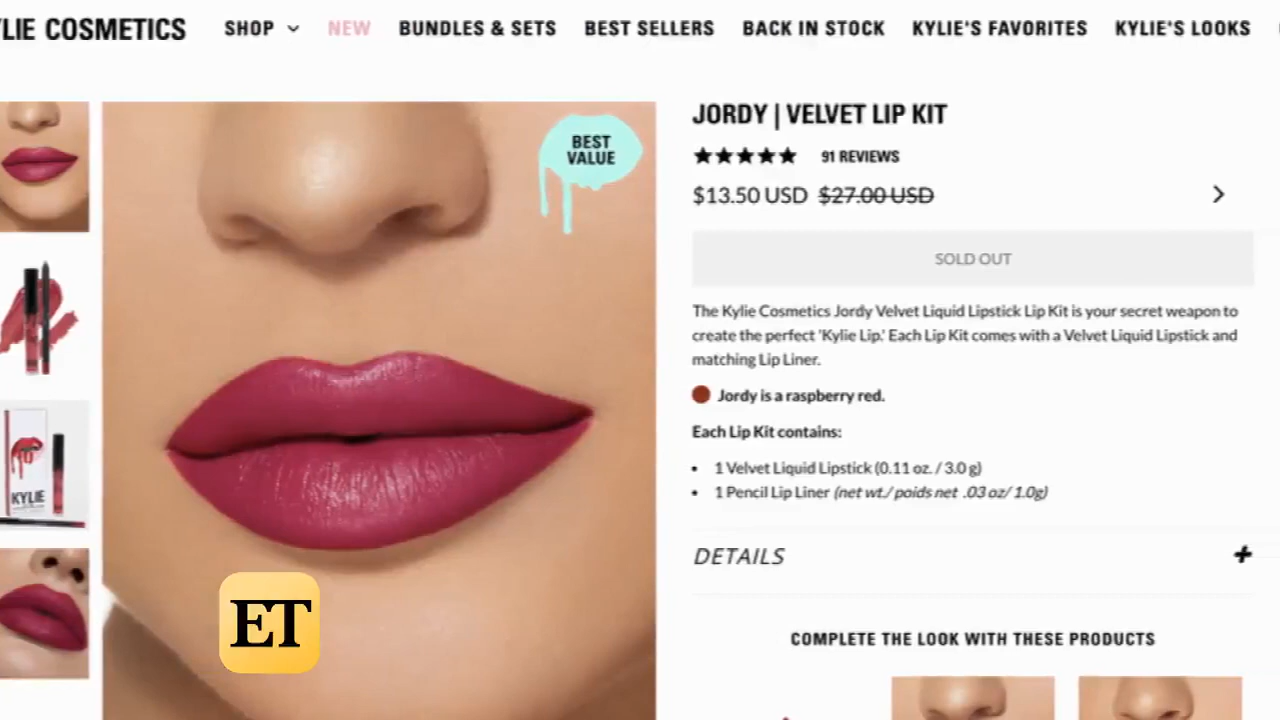 YLIE COSMETICS
SHOP NEW BUNDLES & SETS BEST SELLERS BACK IN STOCK KYLIE'S FAVORITES KYLIE'S LOOKS
BEST
VALUE
KYLIE
ET
JORDY | VELVET LIP KIT
91 REVIEWS
$13.50 USD $27.00 USD
SOLD OUT
The Kylie Cosmetics Jordy Velvet Liquid Lipstick Lip Kit is your secret weapon to
create the perfect 'Kylie Lip.' Each Lip Kit comes with a Velvet Liquid Lipstick and
matching Lip Liner.
Jordy is a raspberry red.
Each Lip Kit contains:
• 1 Velvet Liquid Lipstick (0.11 oz. / 3.0 g)
• 1 Pencil Lip Liner (net wt./ poids net .03 oz/ 1.0g)
DETAILS +
COMPLETE THE LOOK WITH THESE PRODUCTS